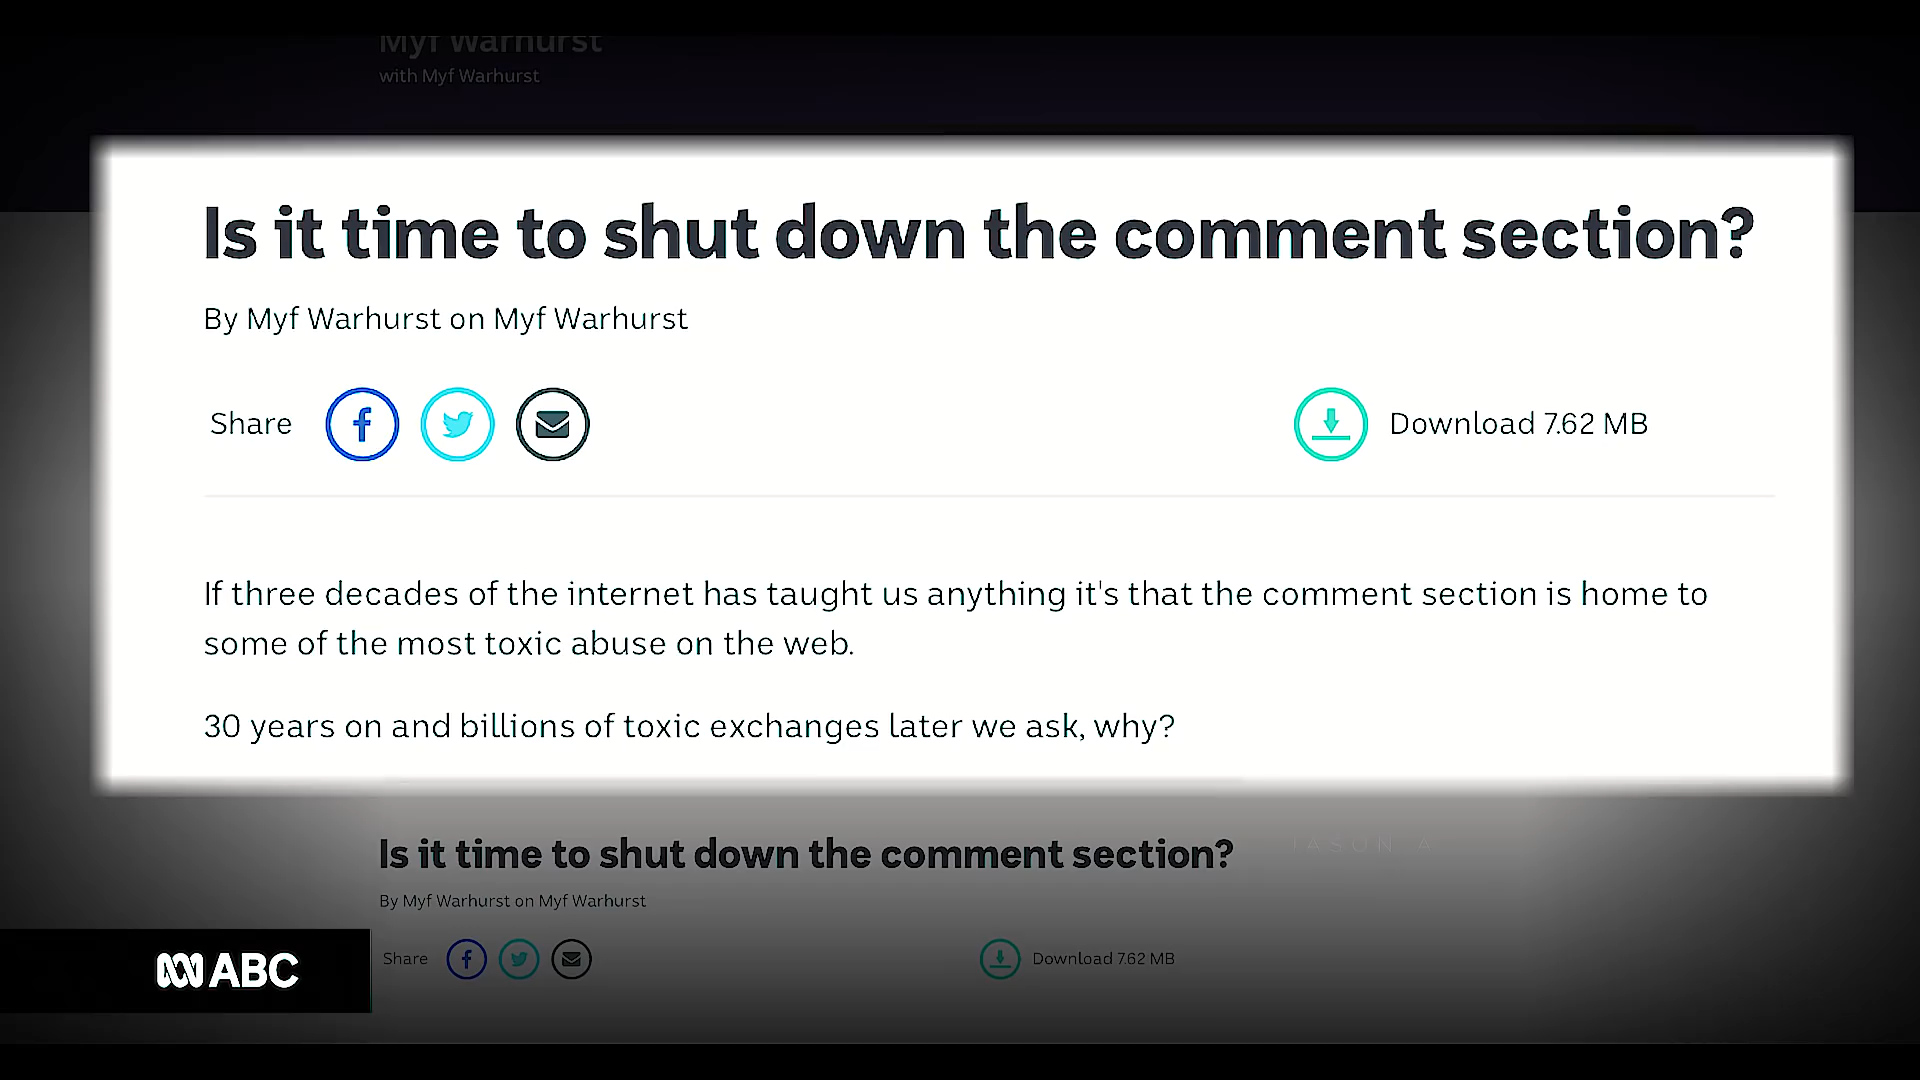 Myf Warhurst
with Myf Warhurst
Is it time to shut down the comment section?
By Myf Warhurst on Myf Warhurst
Share
Download 7.62 MB
If three decades of the internet has taught us anything it's that the comment section is home to
some of the most toxic abuse on the web.
30 years on and billions of toxic exchanges later we ask, why?
Is it time to shut down the comment section?
By Myf Warhurst on Myf Warhurst
Share
Download 7.62 MB
ABC